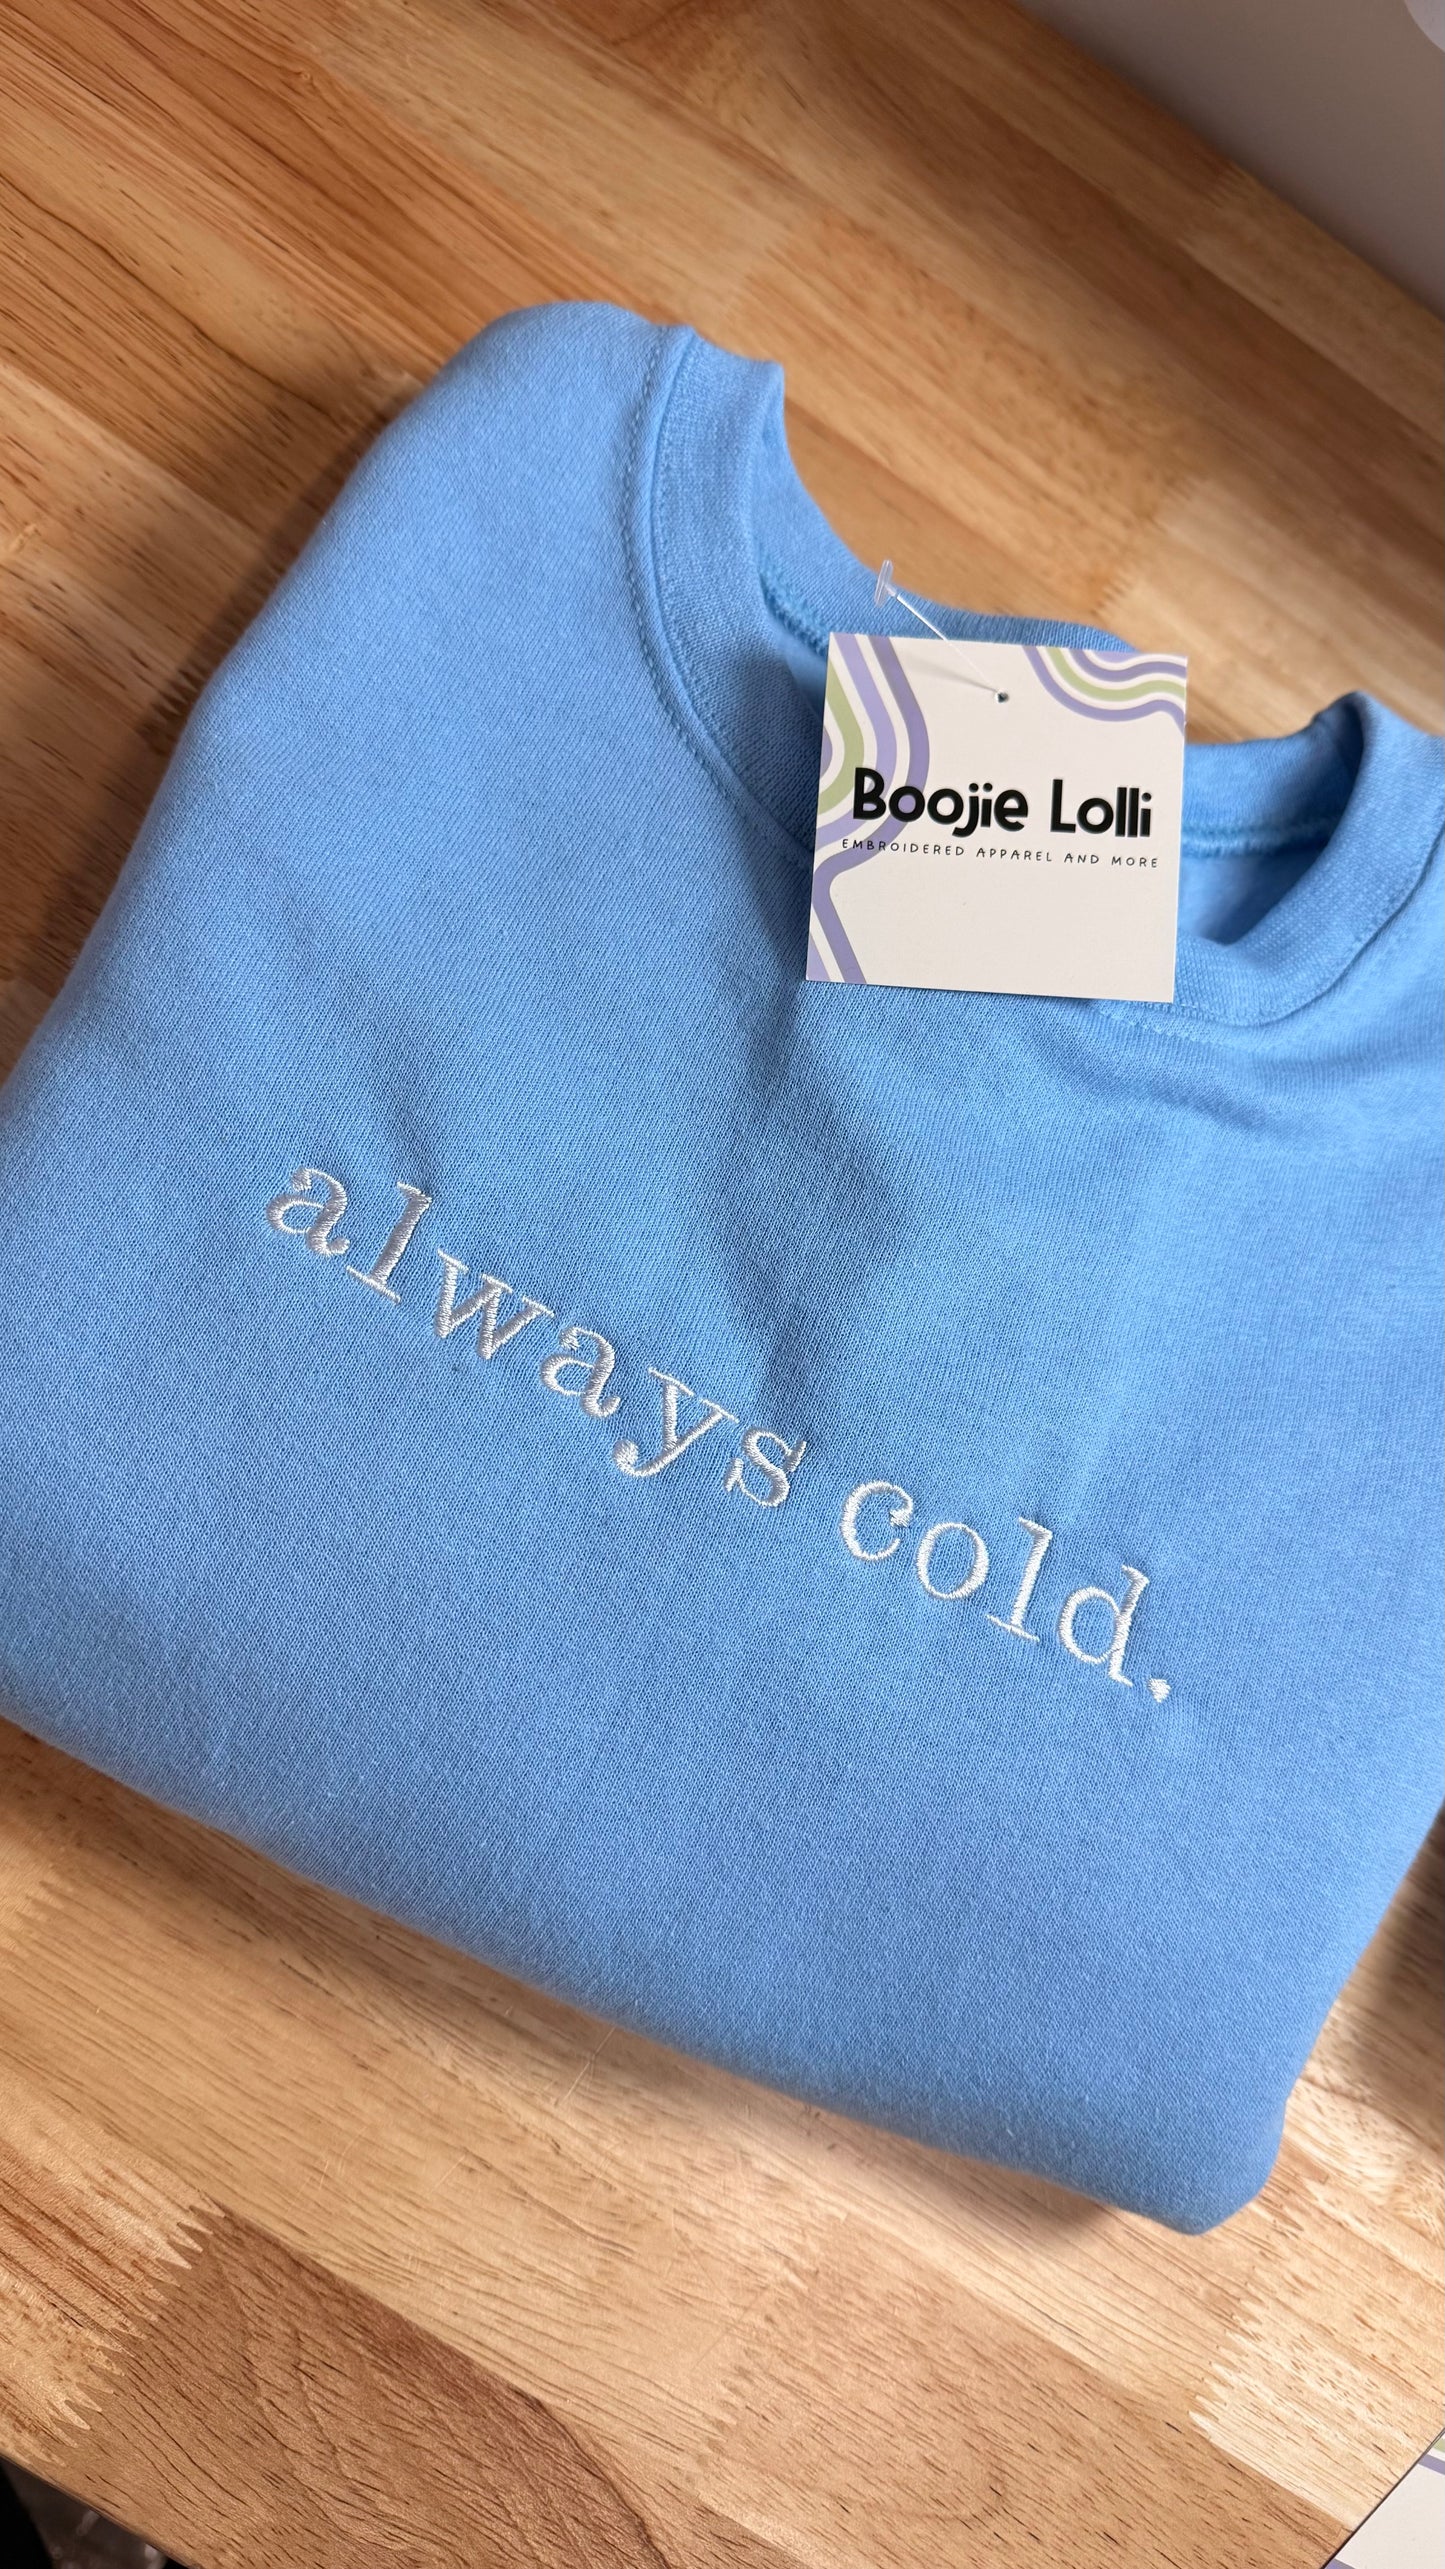 Boojie Lolli
EMBROIDERED APPAREL AND MORE
always cold.